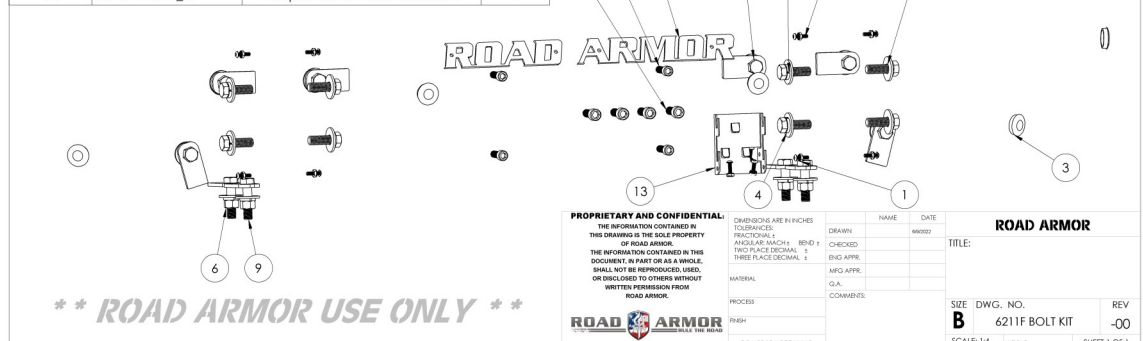 ROAD ARMOR
13
4
1
3
6
9
** ROAD ARMOR USE ONLY **
PROPRIETARY AND CONFIDENTIAL:
THE INFORMATION CONTAINED IN
THIS DRAWING IS THE SOLE PROPERTY
OF ROAD ARMOR.
THE INFORMATION CONTAINED IN THIS
DOCUMENT, IN PART OR AS A WHOLE,
SHALL NOT BE REPRODUCED, USED,
OR DISCLOSED TO OTHERS WITHOUT
WRITTEN PERMISSION FROM
ROAD ARMOR.
ROAD ARMOR
RULE THE ROAD
DIMENSIONS ARE IN INCHES
TOLERANCES:
FRACTIONAL ±
ANGULAR: MACH ± BEND ±
TWO PLACE DECIMAL ±
THREE PLACE DECIMAL ±
MATERIAL
PROCESS
FINISH
NAME DATE
DRAWN 6/8/2022
CHECKED
ENG APPR.
MFG APPR.
Q.A.
COMMENTS:
ROAD ARMOR
TITLE:
SIZE DWG. NO. REV
B 6211F BOLT KIT -00